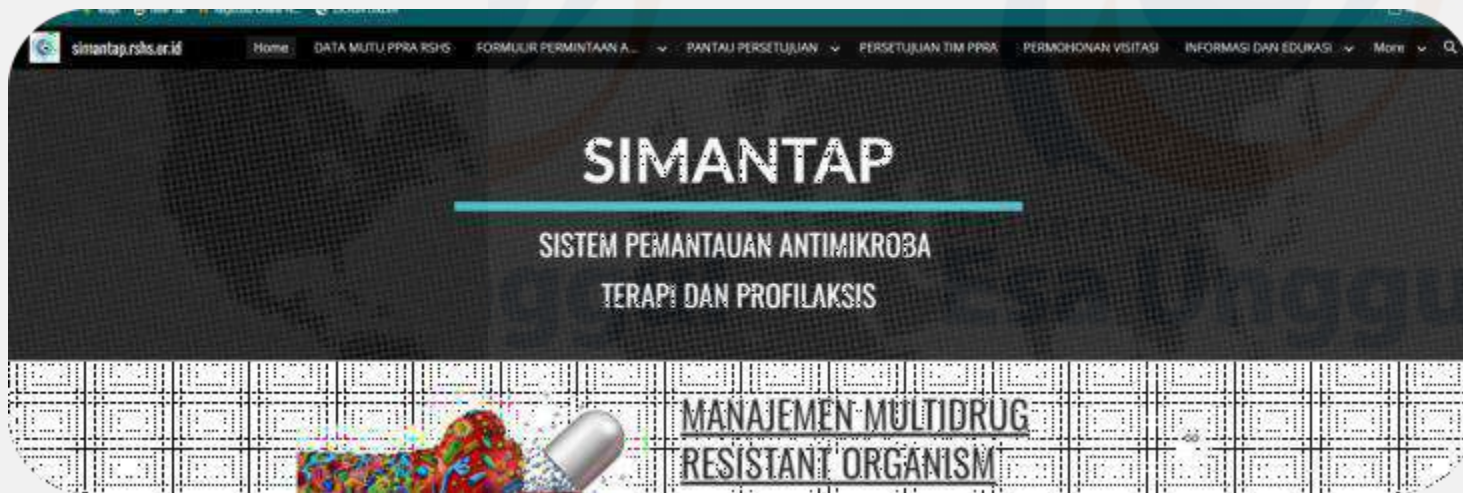 simantap.rshs.or.id Home DATA MUTU PPRA RSHS FORMULIR PERMINTAAN A... PANTAU PERSETUJUAN PERSETUJUAN TIM PPRA PERMOHONAN VISITASI INFORMASI DAN EDUKASI More
SIMANTAP
SISTEM PEMANTAUAN ANTIMIKROBA
TERAPI DAN PROFILAKSIS
MANAJEMEN MULTIDRUG
RESISTANT ORGANISM